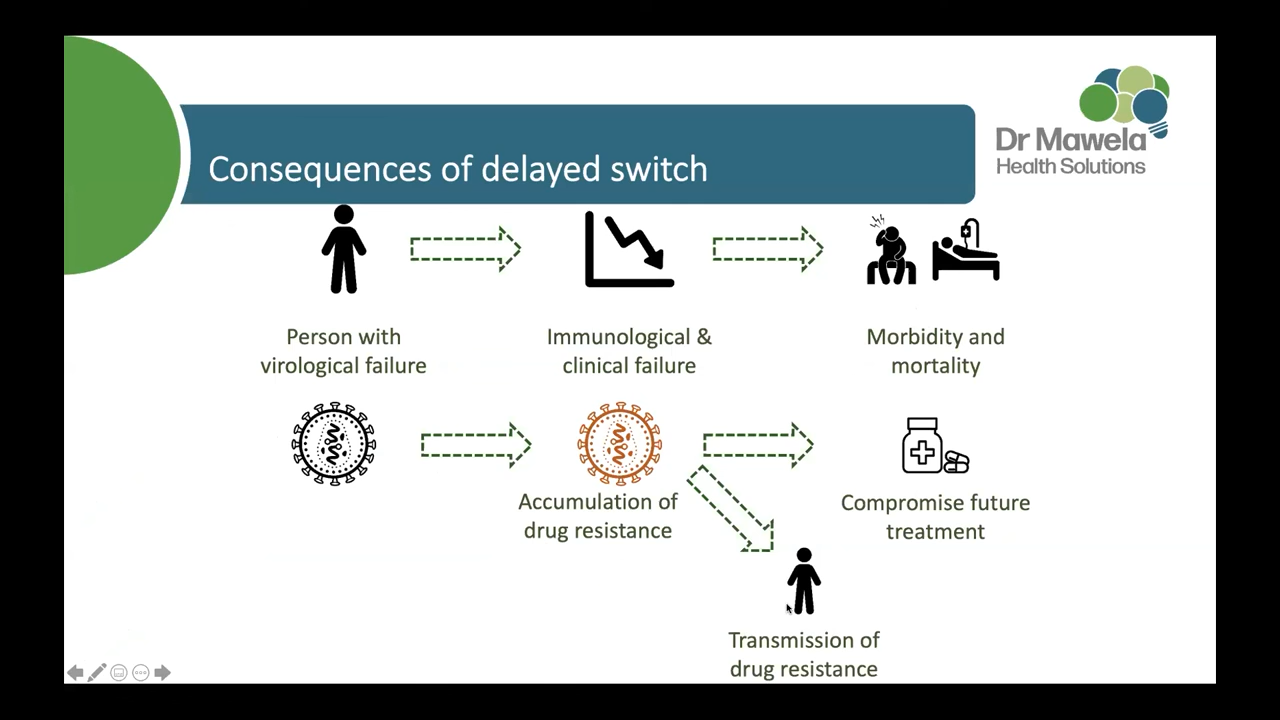 Dr Mawela
Health Solutions
Consequences of delayed switch
Person with
virological failure
Immunological &
clinical failure
Morbidity and
mortality
Accumulation of
drug resistance
Compromise future
treatment
Transmission of
drug resistance